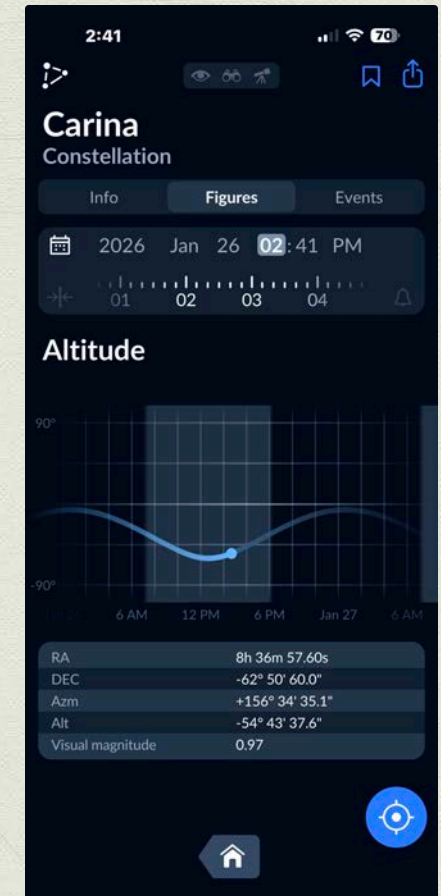 2:41
70
Carina
Constellation
Info Figures Events
2026 Jan 26 02:41 PM
01 02 03 04
Altitude
90°
-90°
6 AM 12 PM 6 PM Jan 27 6 AM
RA 8h 36m 57.60s
DEC -62° 50' 60.0"
Azm +156° 34' 35.1"
Alt -54° 43' 37.6"
Visual magnitude 0.97